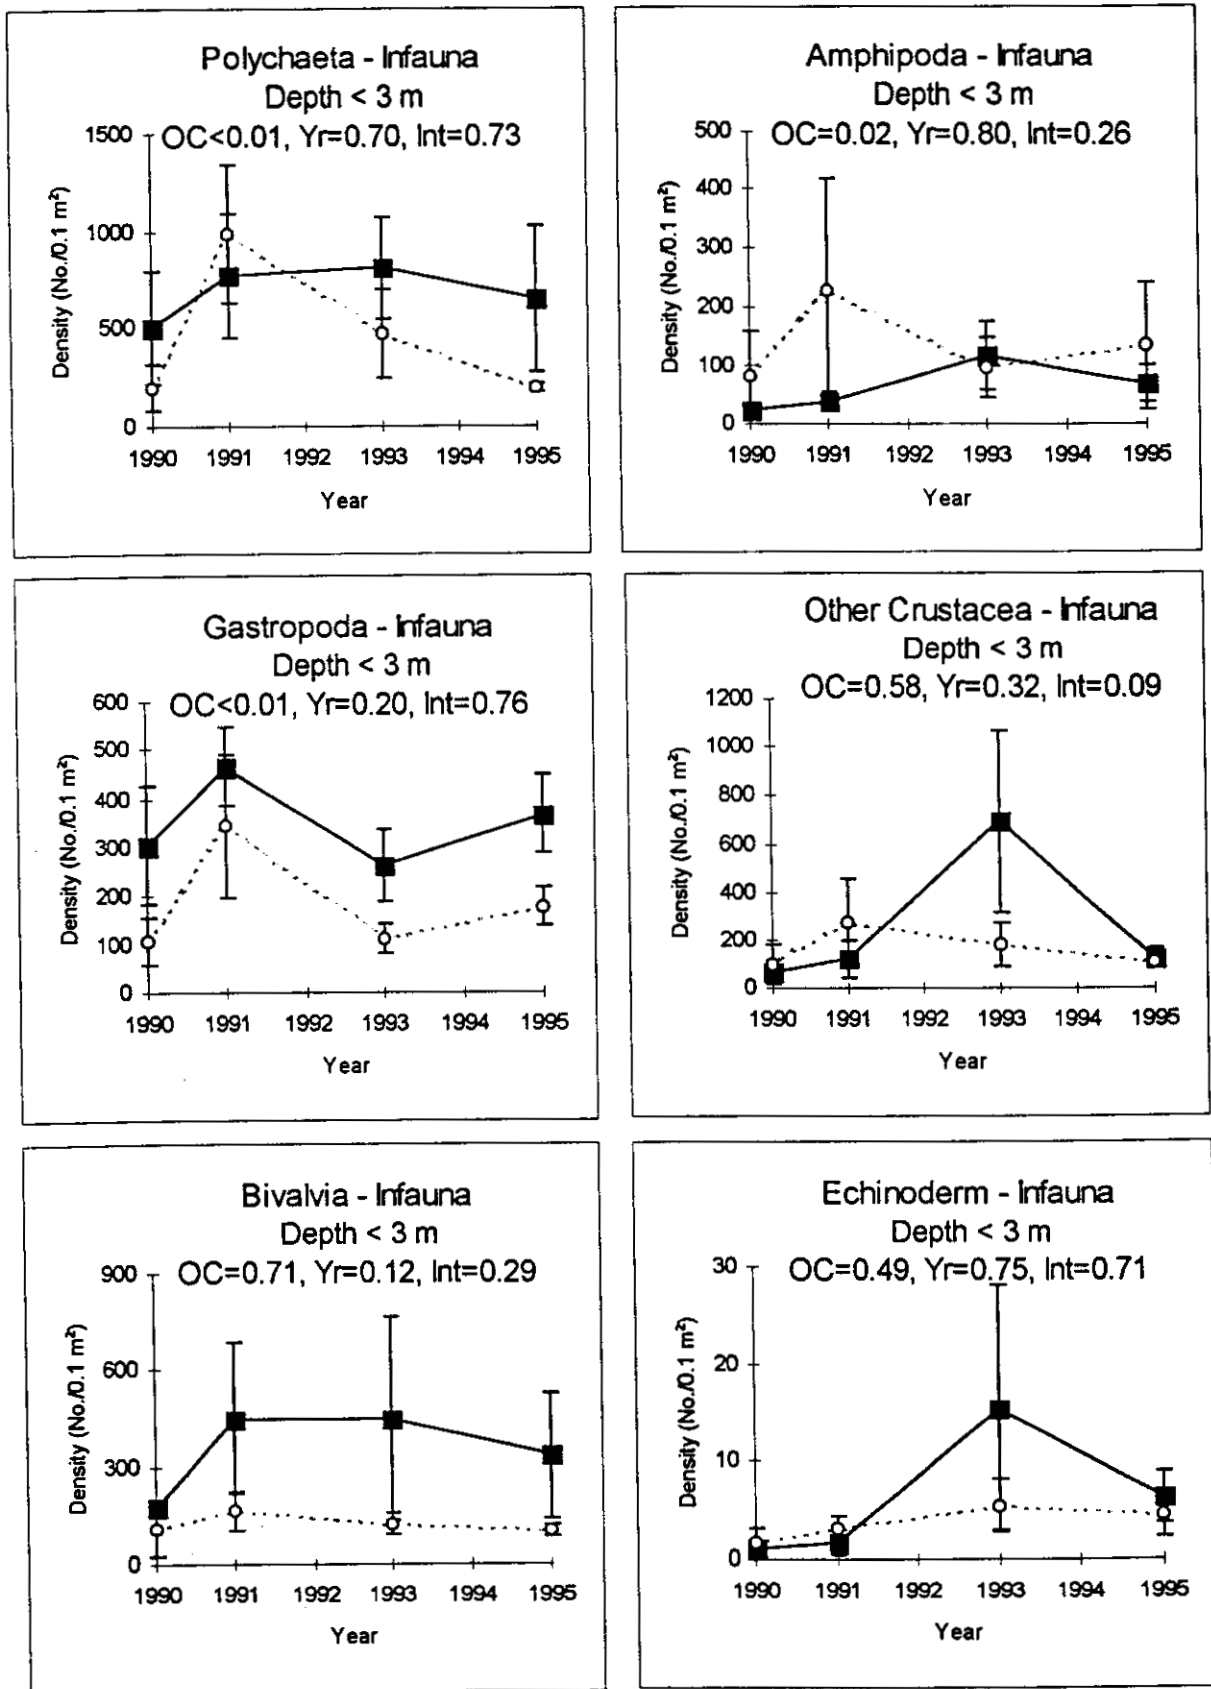 Polychaeta - Infauna
Depth < 3 m
OC<0.01, Yr=0.70, Int=0.73
1500
1000
500
0
Density (No./0.1 m²)
1990 1991 1992 1993 1994 1995
Year
Amphipoda - Infauna
Depth < 3 m
OC=0.02, Yr=0.80, Int=0.26
500
400
300
200
100
0
Density (No./0.1 m²)
1990 1991 1992 1993 1994 1995
Year
Gastropoda - Infauna
Depth < 3 m
OC<0.01, Yr=0.20, Int=0.76
600
500
400
300
200
100
0
Density (No./0.1 m²)
1990 1991 1992 1993 1994 1995
Year
Other Crustacea - Infauna
Depth < 3 m
OC=0.58, Yr=0.32, Int=0.09
1200
1000
800
600
400
200
0
Density (No./0.1 m²)
1990 1991 1992 1993 1994 1995
Year
Bivalvia - Infauna
Depth < 3 m
OC=0.71, Yr=0.12, Int=0.29
900
600
300
0
Density (No./0.1 m²)
1990 1991 1992 1993 1994 1995
Year
Echinoderm - Infauna
Depth < 3 m
OC=0.49, Yr=0.75, Int=0.71
30
20
10
0
Density (No./0.1 m²)
1990 1991 1992 1993 1994 1995
Year